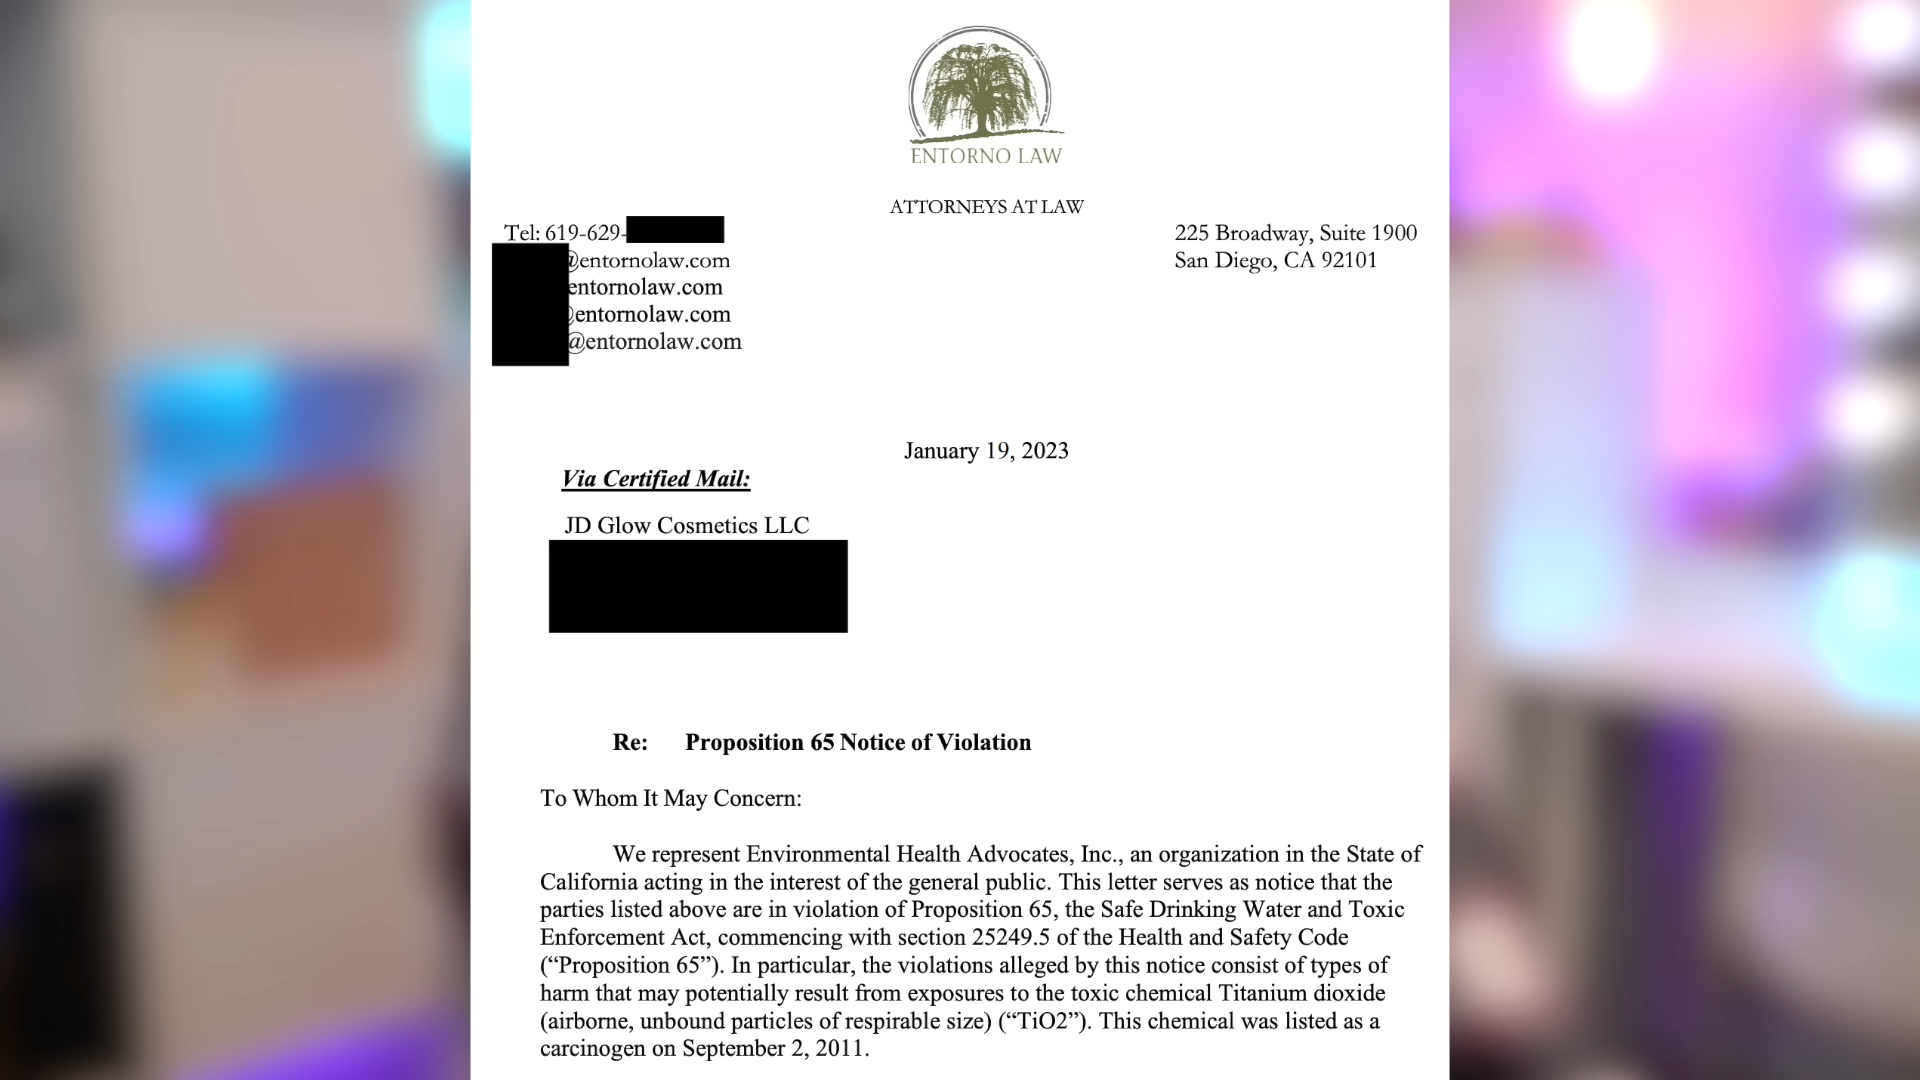 ENTORNO LAW
ATTORNEYS AT LAW
Tel: 619-629-
@entornolaw.com
entornolaw.com
@entornolaw.com
@entornolaw.com
225 Broadway, Suite 1900
San Diego, CA 92101
January 19, 2023
Via Certified Mail:
JD Glow Cosmetics LLC
Re: Proposition 65 Notice of Violation
To Whom It May Concern:
We represent Environmental Health Advocates, Inc., an organization in the State of
California acting in the interest of the general public. This letter serves as notice that the
parties listed above are in violation of Proposition 65, the Safe Drinking Water and Toxic
Enforcement Act, commencing with section 25249.5 of the Health and Safety Code
(“Proposition 65”). In particular, the violations alleged by this notice consist of types of
harm that may potentially result from exposures to the toxic chemical Titanium dioxide
(airborne, unbound particles of respirable size) (“TiO2”). This chemical was listed as a
carcinogen on September 2, 2011.